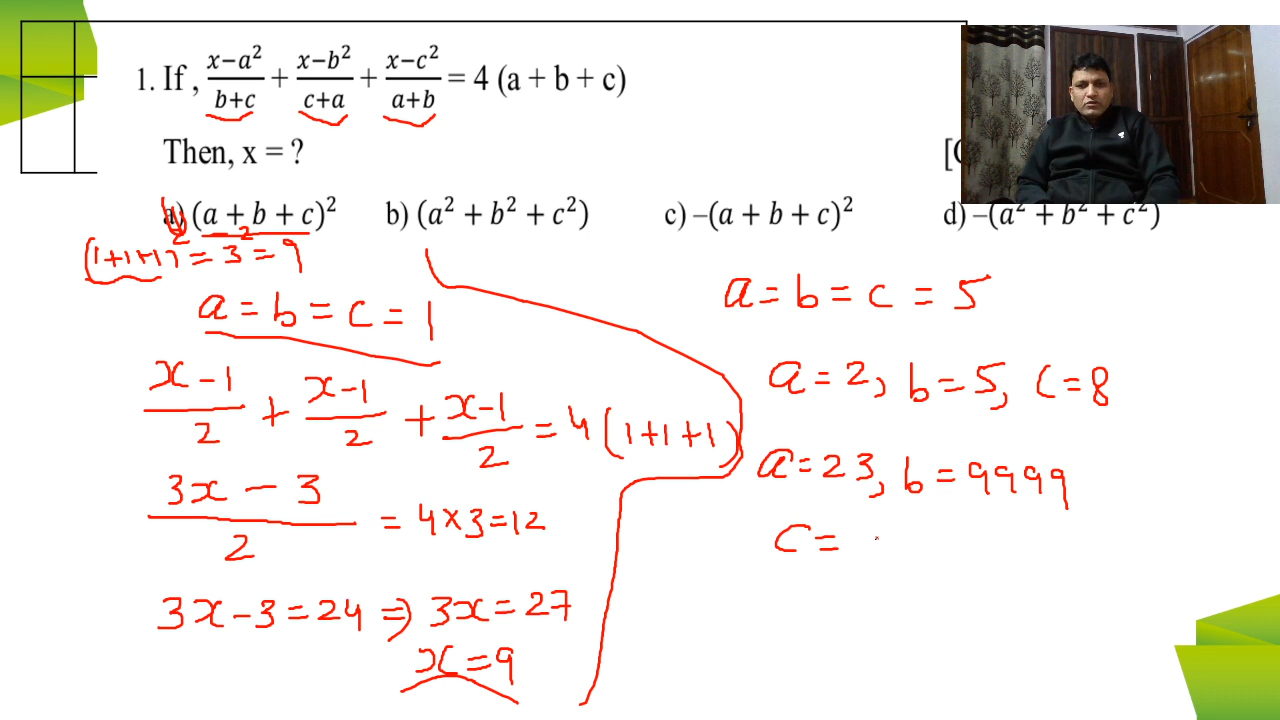 1. If , (x−a²)/(b+c) + (x−b²)/(c+a) + (x−c²)/(a+b) = 4 (a + b + c)
Then, x = ?
a) (a + b + c)² b) (a² + b² + c²) c) –(a + b + c)² d) –(a² + b² + c²)
(1+1+1)² = 3² = 9
a = b = c = 1
(x−1)/2 + (x−1)/2 + (x−1)/2 = 4(1+1+1)
(3x − 3)/2 = 4×3=12
3x−3=24 ⇒ 3x=27
x=9
a = b = c = 5
a=2, b=5, c=8
a=23, b=9999
c=